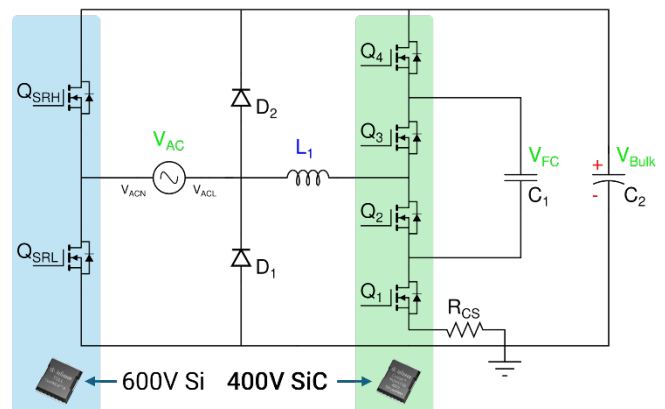 Q4
QSRH
D2
Q3
VAC
L1
VFC
VBulk
+
VACN
VACL
C1
-
C2
Q2
QSRL
D1
Q1
RCS
600V Si
400V SiC